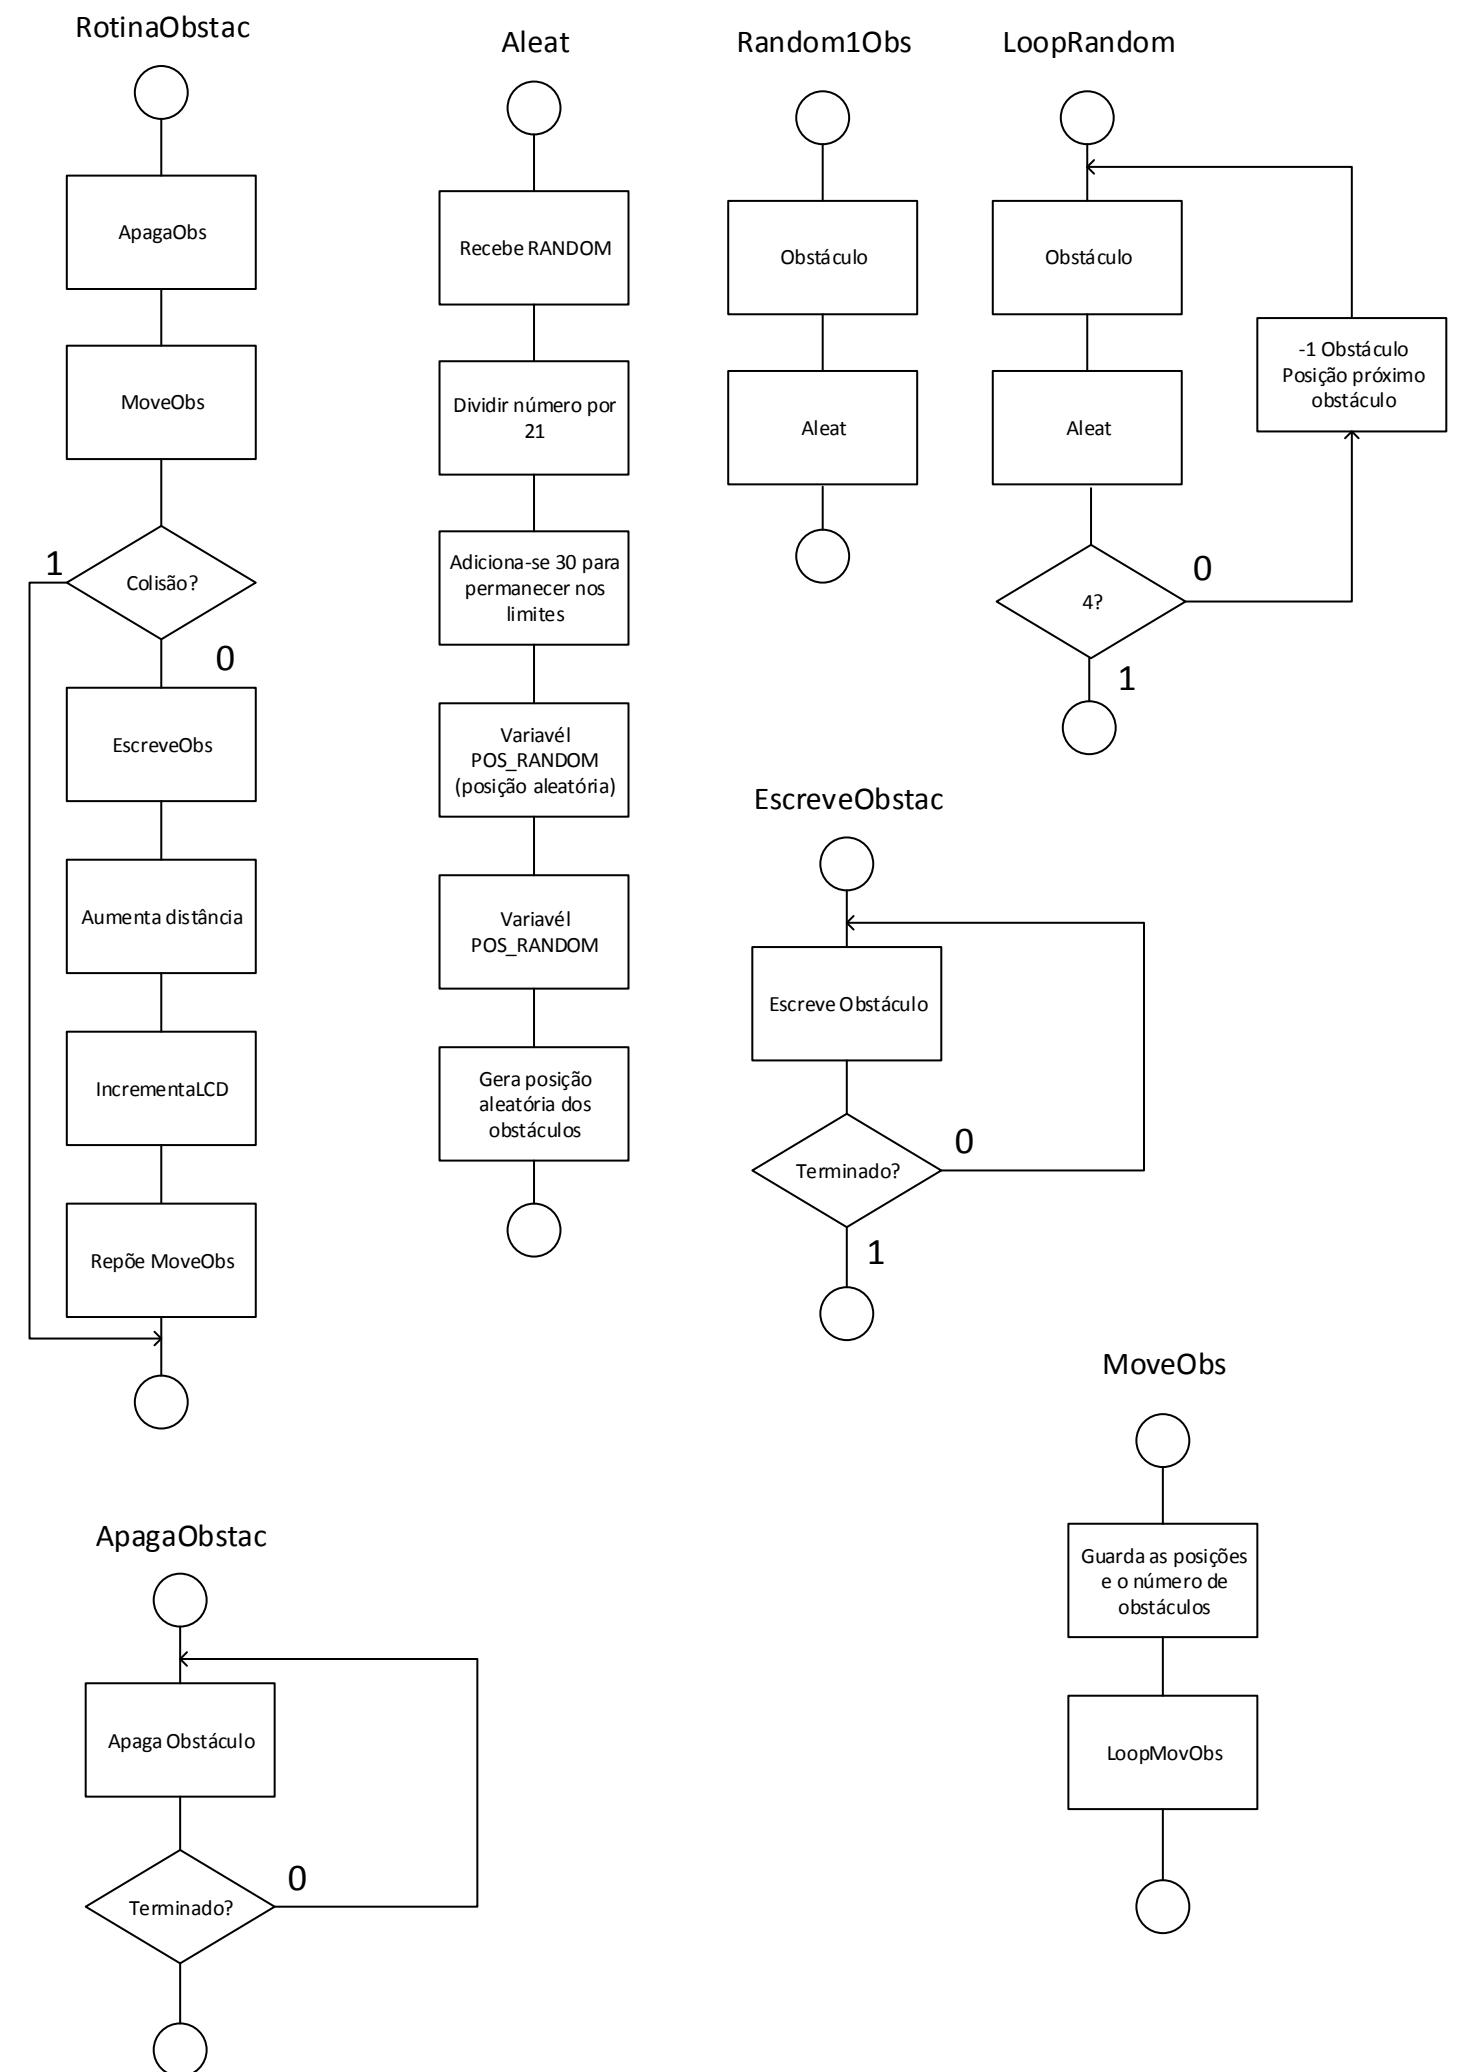 RotinaObstac
ApagaObs
MoveObs
1
Colisão?
0
EscreveObs
Aumenta distância
IncrementaLCD
Repõe MoveObs
Aleat
Recebe RANDOM
Dividir número por
21
Adiciona-se 30 para
permanecer nos
limites
Variavél
POS_RANDOM
(posição aleatória)
Variavél
POS_RANDOM
Gera posição
aleatória dos
obstáculos
Random1Obs
Obstáculo
Aleat
LoopRandom
Obstáculo
Aleat
4?
0
-1 Obstáculo
Posição próximo
obstáculo
1
EscreveObstac
Escreve Obstáculo
Terminado?
0
1
MoveObs
Guarda as posições
e o número de
obstáculos
LoopMovObs
ApagaObstac
Apaga Obstáculo
Terminado?
0